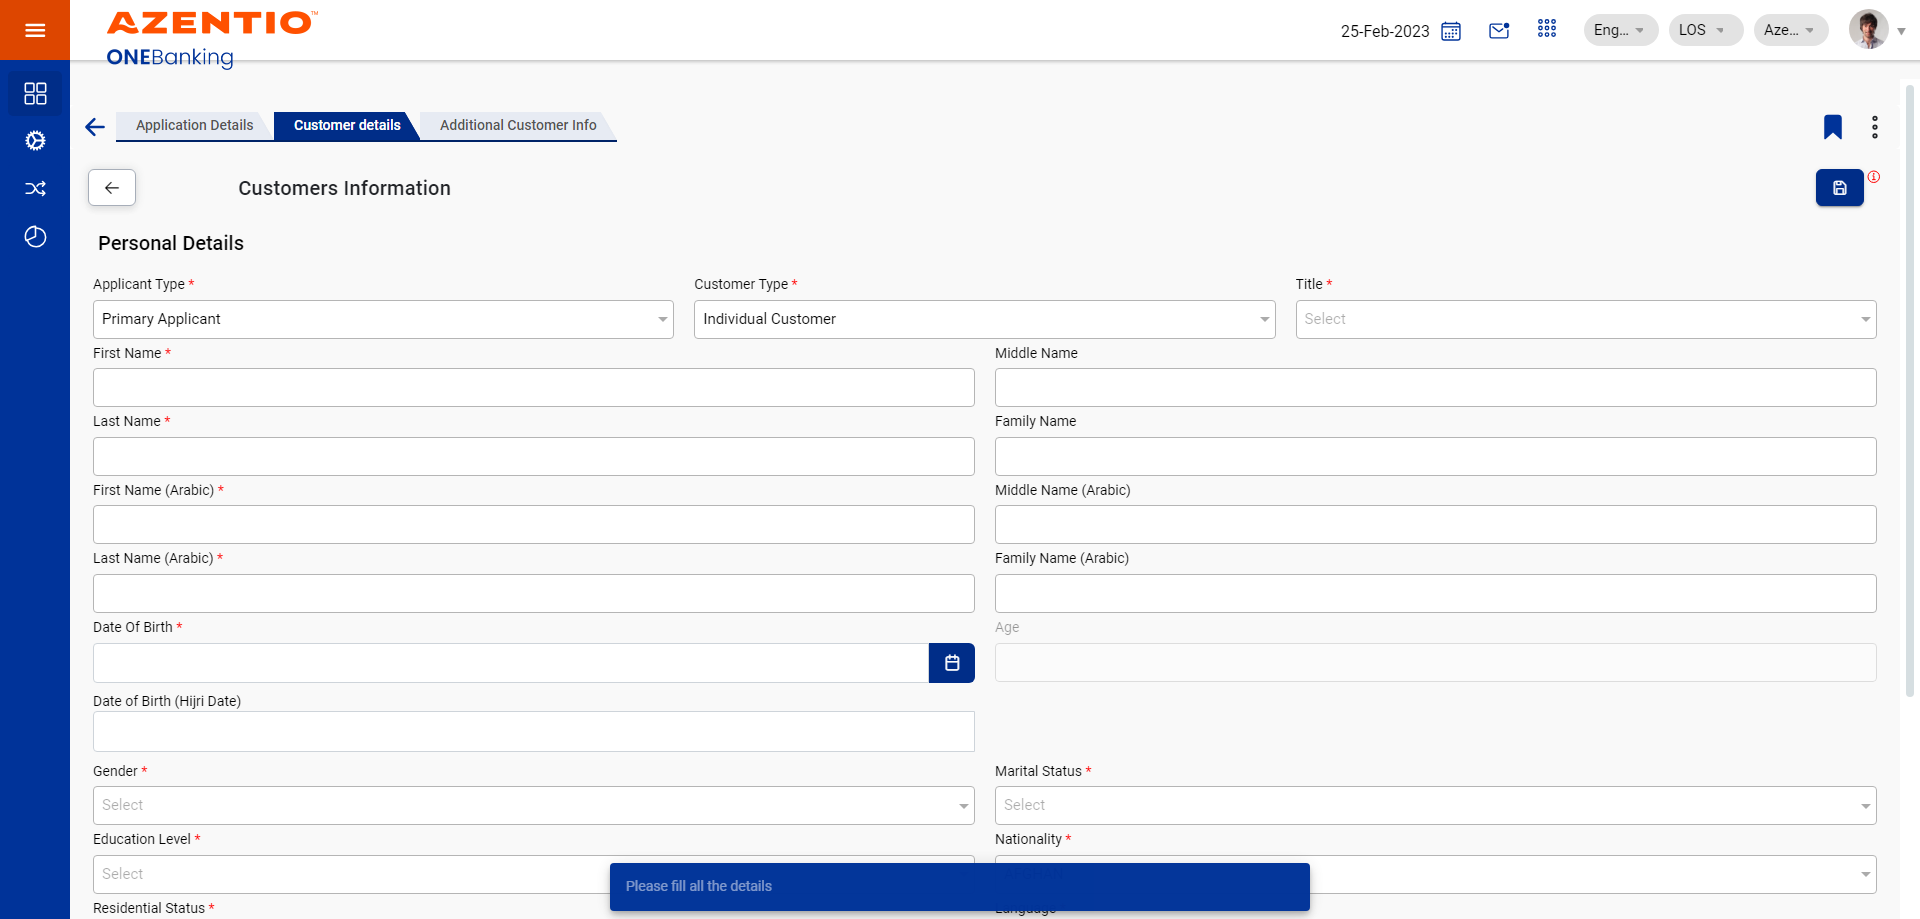 AZENTIO™
ONEBanking
25-Feb-2023
Eng...
LOS
Aze...
Application Details
Customer details
Additional Customer Info
Customers Information
Personal Details
Applicant Type *
Customer Type *
Title *
Primary Applicant
Individual Customer
Select
First Name *
Middle Name
Last Name *
Family Name
First Name (Arabic) *
Middle Name (Arabic)
Last Name (Arabic) *
Family Name (Arabic)
Date Of Birth *
Age
Date of Birth (Hijri Date)
Gender *
Marital Status *
Select
Select
Education Level *
Nationality *
Select
Please fill all the details
Residential Status *
Language